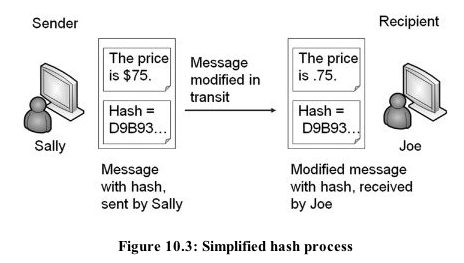 Sender
Recipient
The price
is $75.
Hash =
D9B93...
Message
modified in
transit
The price
is .75.
Hash =
D9B93...
Sally
Joe
Message
with hash,
sent by Sally
Modified message
with hash, received
by Joe
Figure 10.3: Simplified hash process